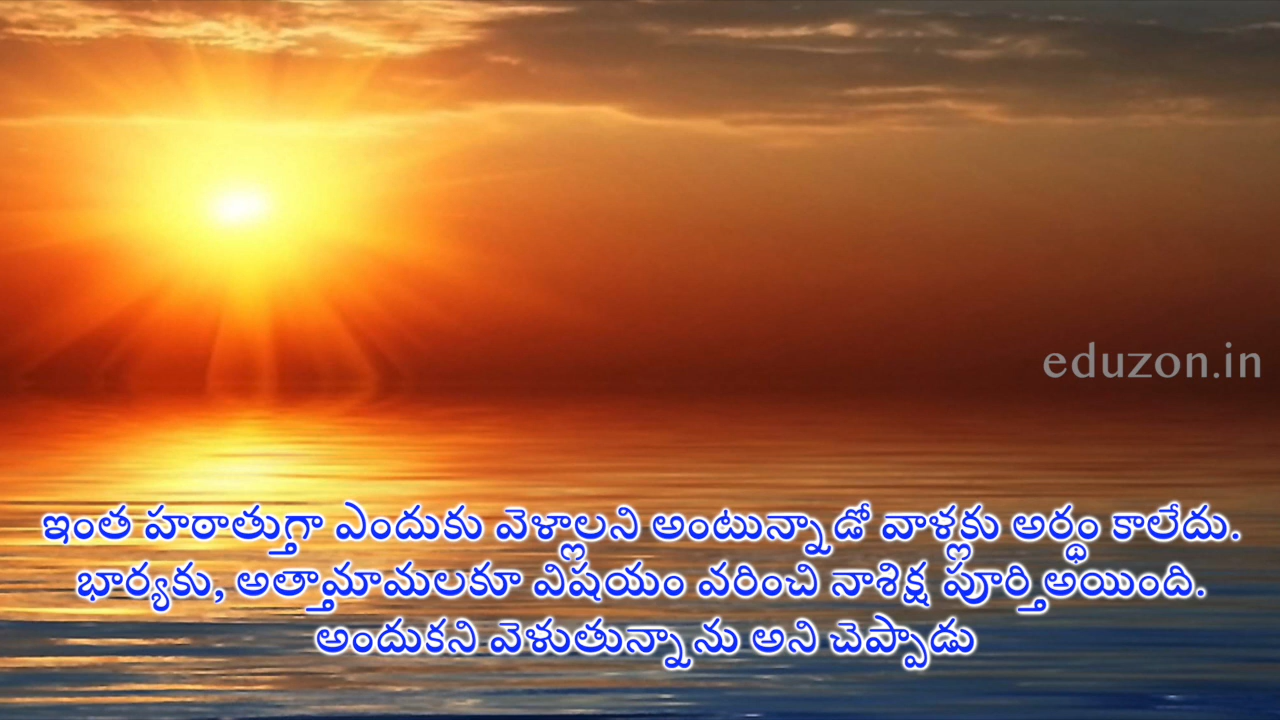 eduzon.in
ఇంత హఠాత్తుగా ఎందుకు వెళ్లాలని అంటున్నాడో వాళ్లకు అర్థం కాలేదు.
భార్యకు, అత్తామామలకూ విషయం వరించి నాశిక్ష పూర్తిఅయింది.
అందుకని వెళుతున్నాను అని చెప్పాడు